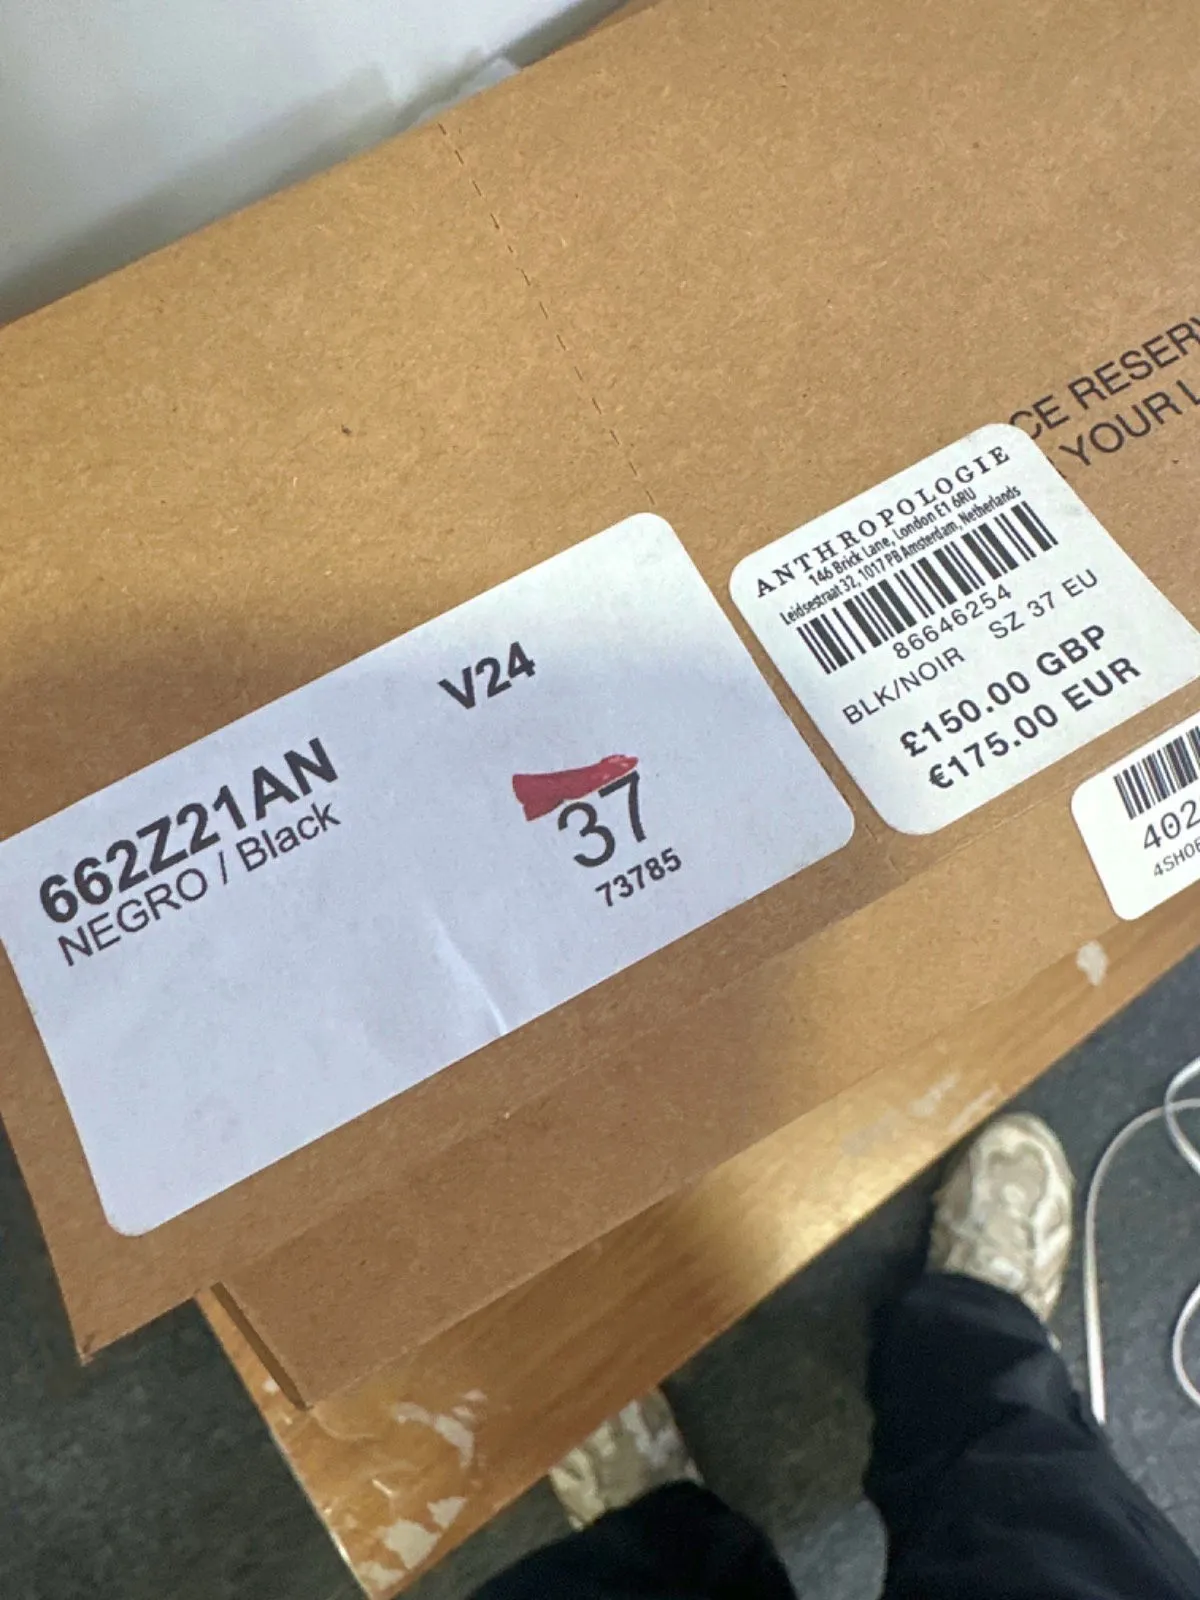 CE RESERV
YOUR L
ANTHROPOLOGIE
146 Brick Lane, London E1 6RU
Leidsestraat 32, 1017 PB Amsterdam, Netherlands
86646254
BLK/NOIR SZ 37 EU
£150.00 GBP
€175.00 EUR
V24
662Z21AN
NEGRO / Black
37
73785
402
4SHOE